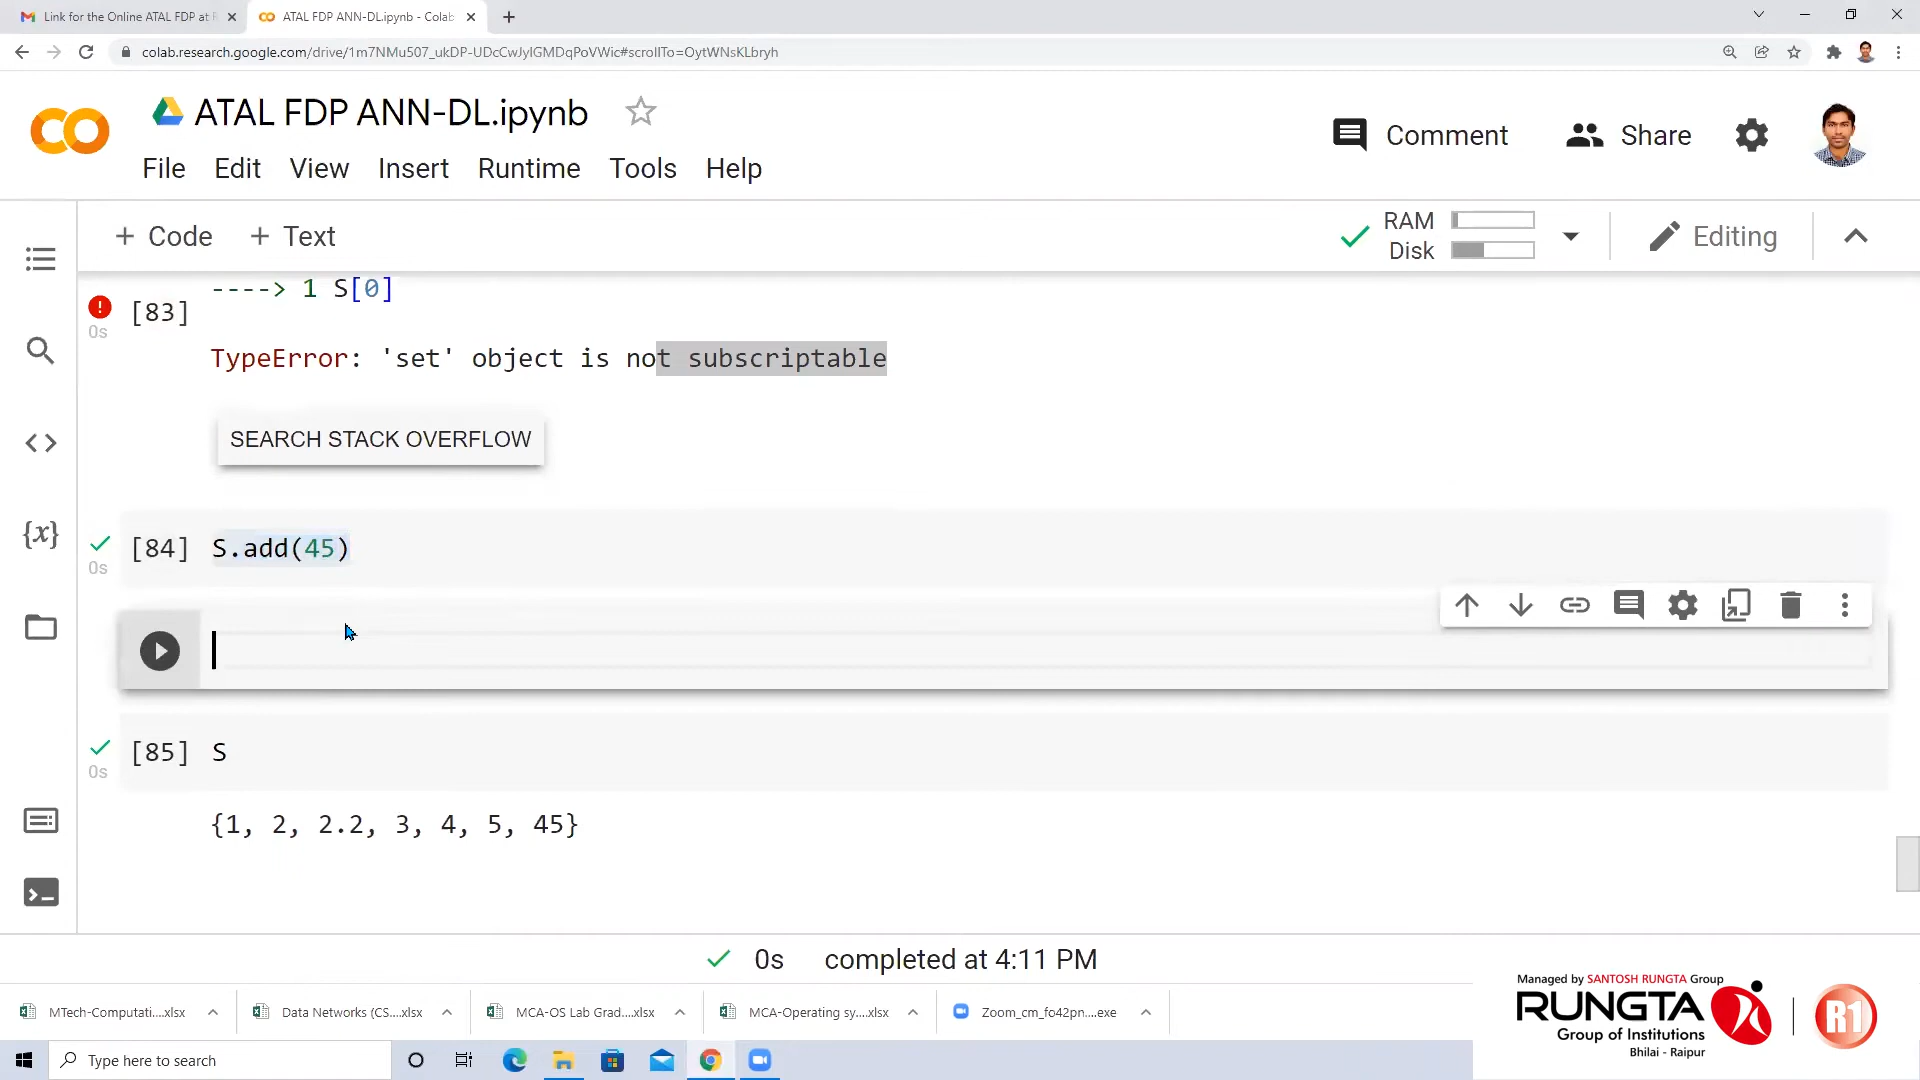 Link for the Online ATAL FDP at
ATAL FDP ANN-DL.ipynb - Colab
colab.research.google.com/drive/1m7NMu507_ukDP-UDcCwJyIGMDqPoVWic#scrollTo=OytWNsKLbryh
ATAL FDP ANN-DL.ipynb
Comment
Share
File Edit View Insert Runtime Tools Help
+ Code + Text
RAM
Disk
Editing
----> 1 S[0]
[83]
0s
TypeError: 'set' object is not subscriptable
SEARCH STACK OVERFLOW
[84] S.add(45)
0s
{x}
[85] S
0s
{1, 2, 2.2, 3, 4, 5, 45}
0s completed at 4:11 PM
MTech-Computati....xlsx
Data Networks (CS....xlsx
MCA-OS Lab Grad....xlsx
MCA-Operating sy....xlsx
Zoom_cm_fo42pn....exe
Managed by SANTOSH RUNGTA Group
RUNGTA
Group of Institutions
Bhilai - Raipur
R1
Type here to search